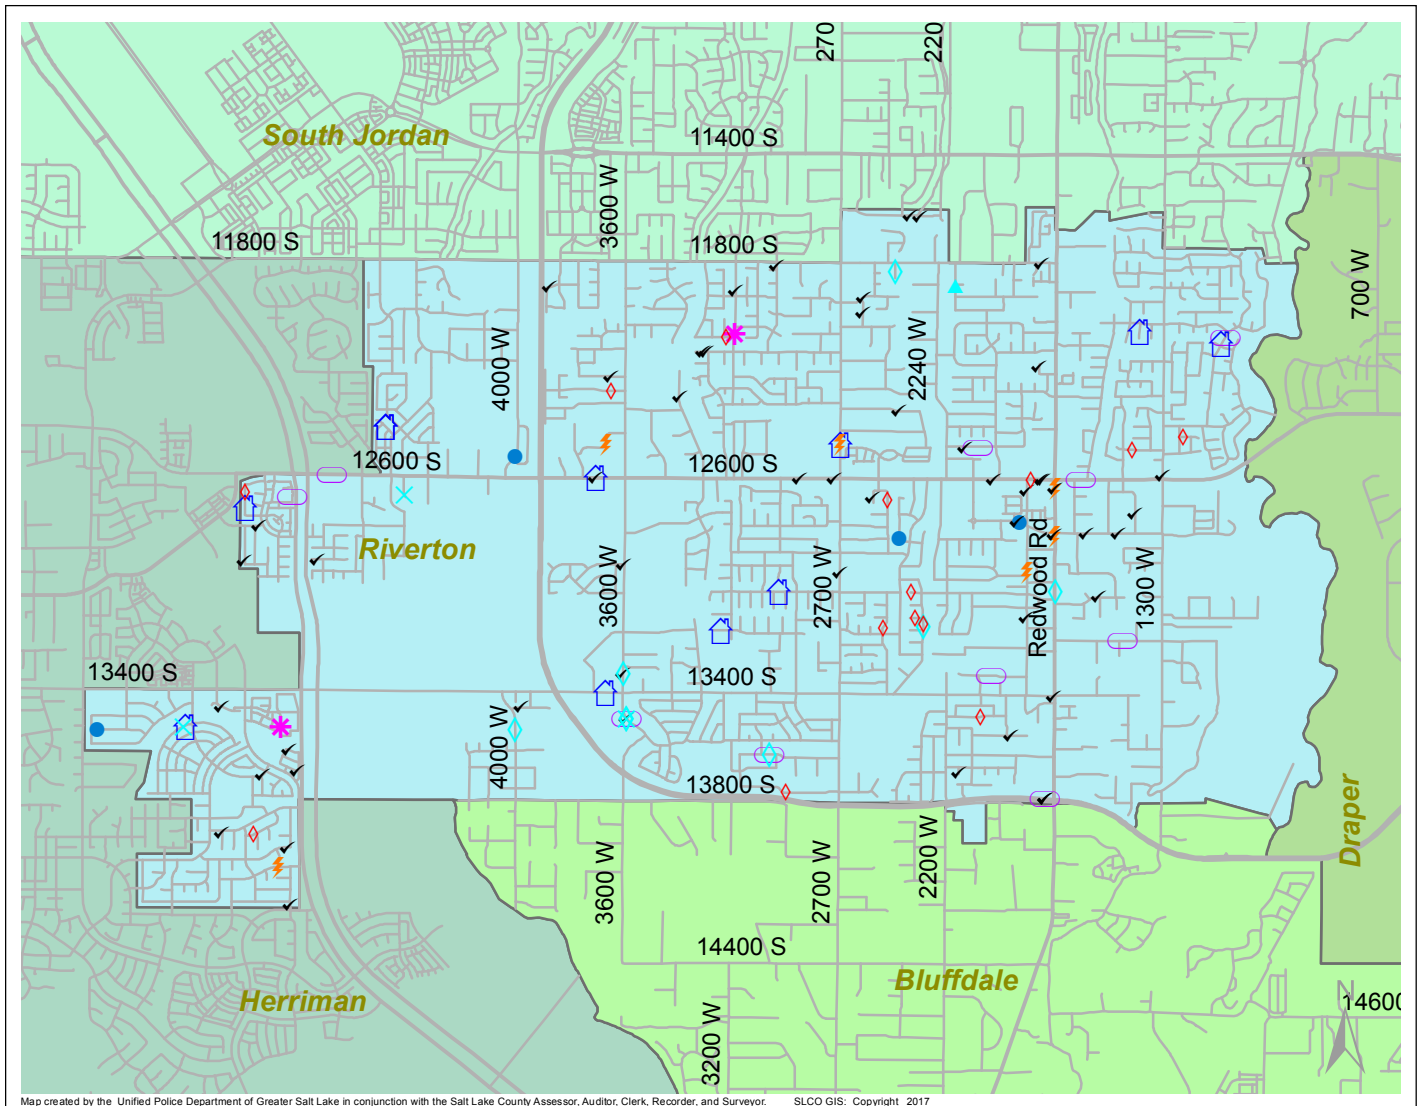 270
220
South Jordan
11400 S
3600 W
11800 S
11800 S
700 W
4000 W
2240 W
12600 S
12600 S
Riverton
3600 W
2700 W
Redwood Rd
1300 W
13400 S
13400 S
4000 W
13800 S
Draper
3600 W
2700 W
2200 W
14400 S
Bluffdale
Herriman
N
14600
3200 W
Map created by the Unified Police Department of Greater Salt Lake in conjunction with the Salt Lake County Assessor, Auditor, Clerk, Recorder, and Surveyor. SLCO GIS: Copyright 2017